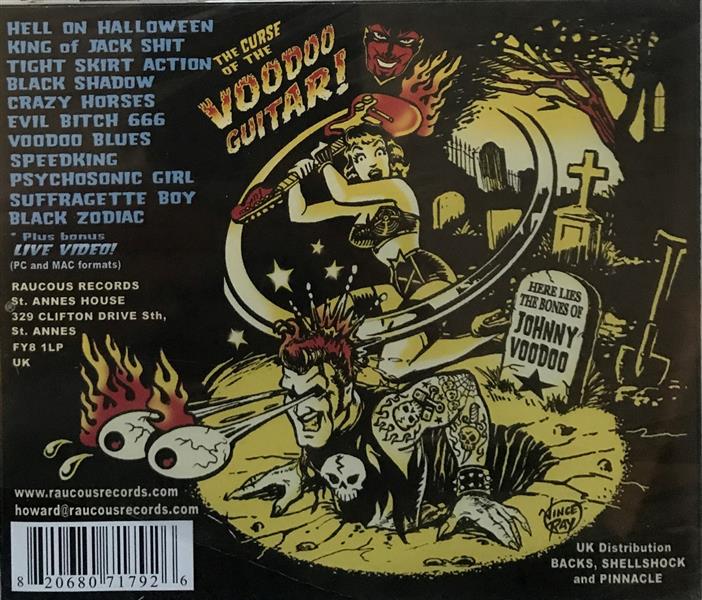 HELL ON HALLOWEEN
KING of JACK SHIT
TIGHT SKIRT ACTION
BLACK SHADOW
CRAZY HORSES
EVIL BITCH 666
VOODOO BLUES
SPEEDKING
PSYCHOSONIC GIRL
SUFFRAGETTE BOY
BLACK ZODIAC
* Plus bonus
LIVE VIDEO!
(PC and MAC formats)
RAUCOUS RECORDS
St. ANNES HOUSE
329 CLIFTON DRIVE Sth,
St. ANNES
FY8 1LP
UK
THE CURSE
OF THE
VOODOO
GUITAR!
HERE LIES
THE BONES OF
JOHNNY
VOODOO
www.raucousrecords.com
howard@raucousrecords.com
8 20680 71792 6
VINCE
RAY
UK Distribution
BACKS, SHELLSHOCK
and PINNACLE